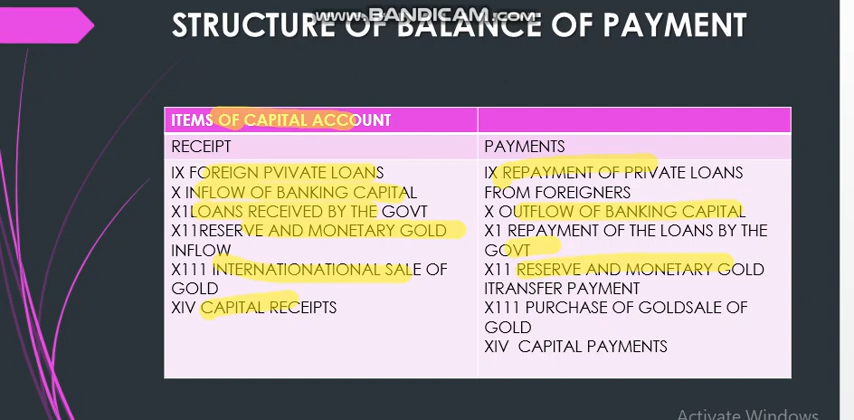 www.BANDICAM.com
STRUCTURE OF BALANCE OF PAYMENT
ITEMS OF CAPITAL ACCOUNT
RECEIPT
IX FOREIGN PVIVATE LOANS
X INFLOW OF BANKING CAPITAL
X1LOANS RECEIVED BY THE GOVT
X11RESERVE AND MONETARY GOLD
INFLOW
X111 INTERNATIONATIONAL SALE OF
GOLD
XIV CAPITAL RECEIPTS
PAYMENTS
IX REPAYMENT OF PRIVATE LOANS
FROM FOREIGNERS
X OUTFLOW OF BANKING CAPITAL
X1 REPAYMENT OF THE LOANS BY THE
GOVT
X11 RESERVE AND MONETARY GOLD
ITRANSFER PAYMENT
X111 PURCHASE OF GOLDSALE OF
GOLD
XIV CAPITAL PAYMENTS
Activate Windows